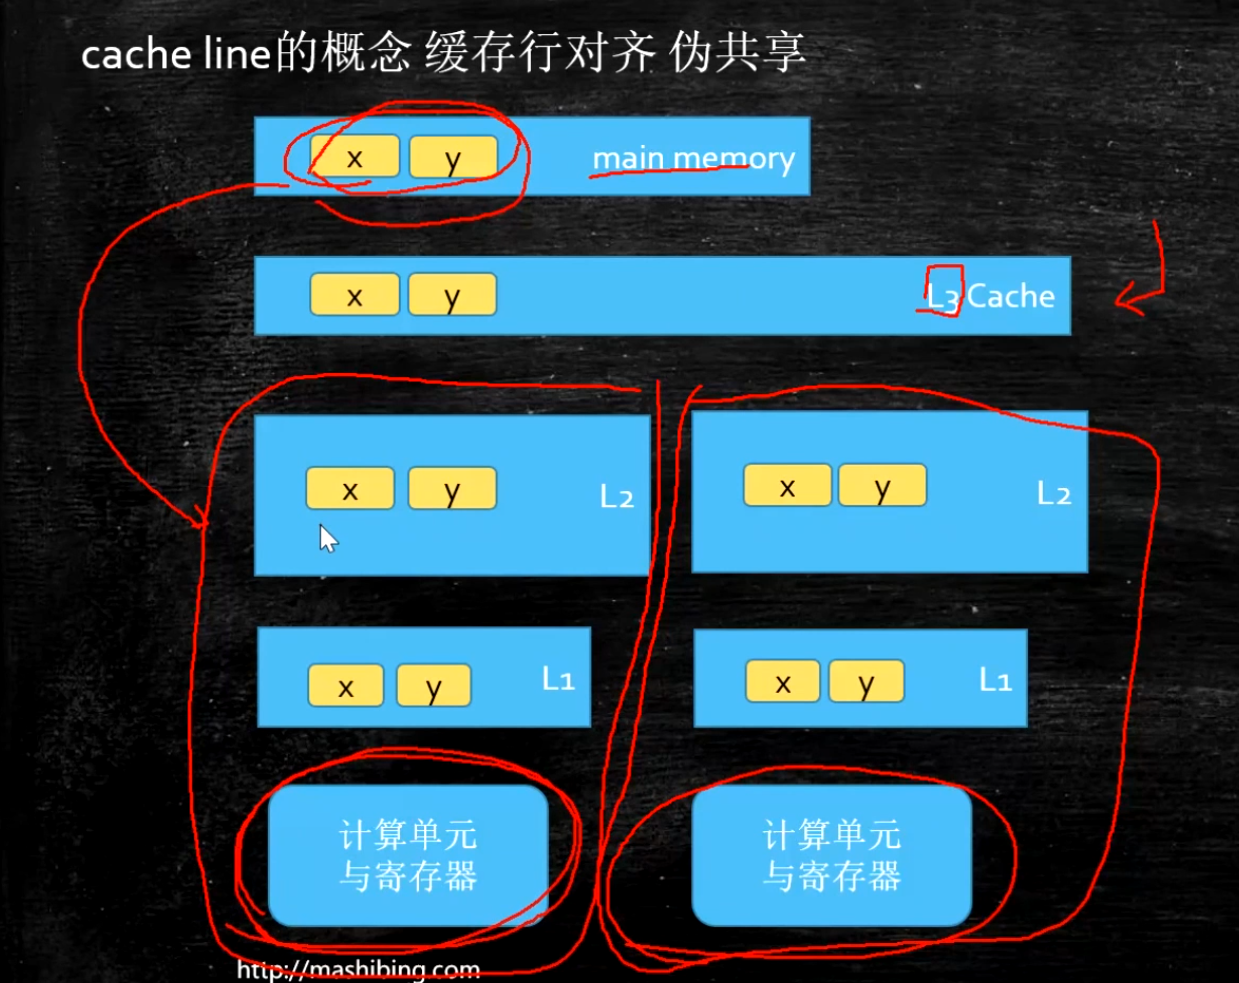 cache line的概念 缓存行对齐 伪共享
x y main memory
x y L3 Cache
x y L2
x y L2
x y L1
x y L1
计算单元
与寄存器
计算单元
与寄存器
http://mashibing.com